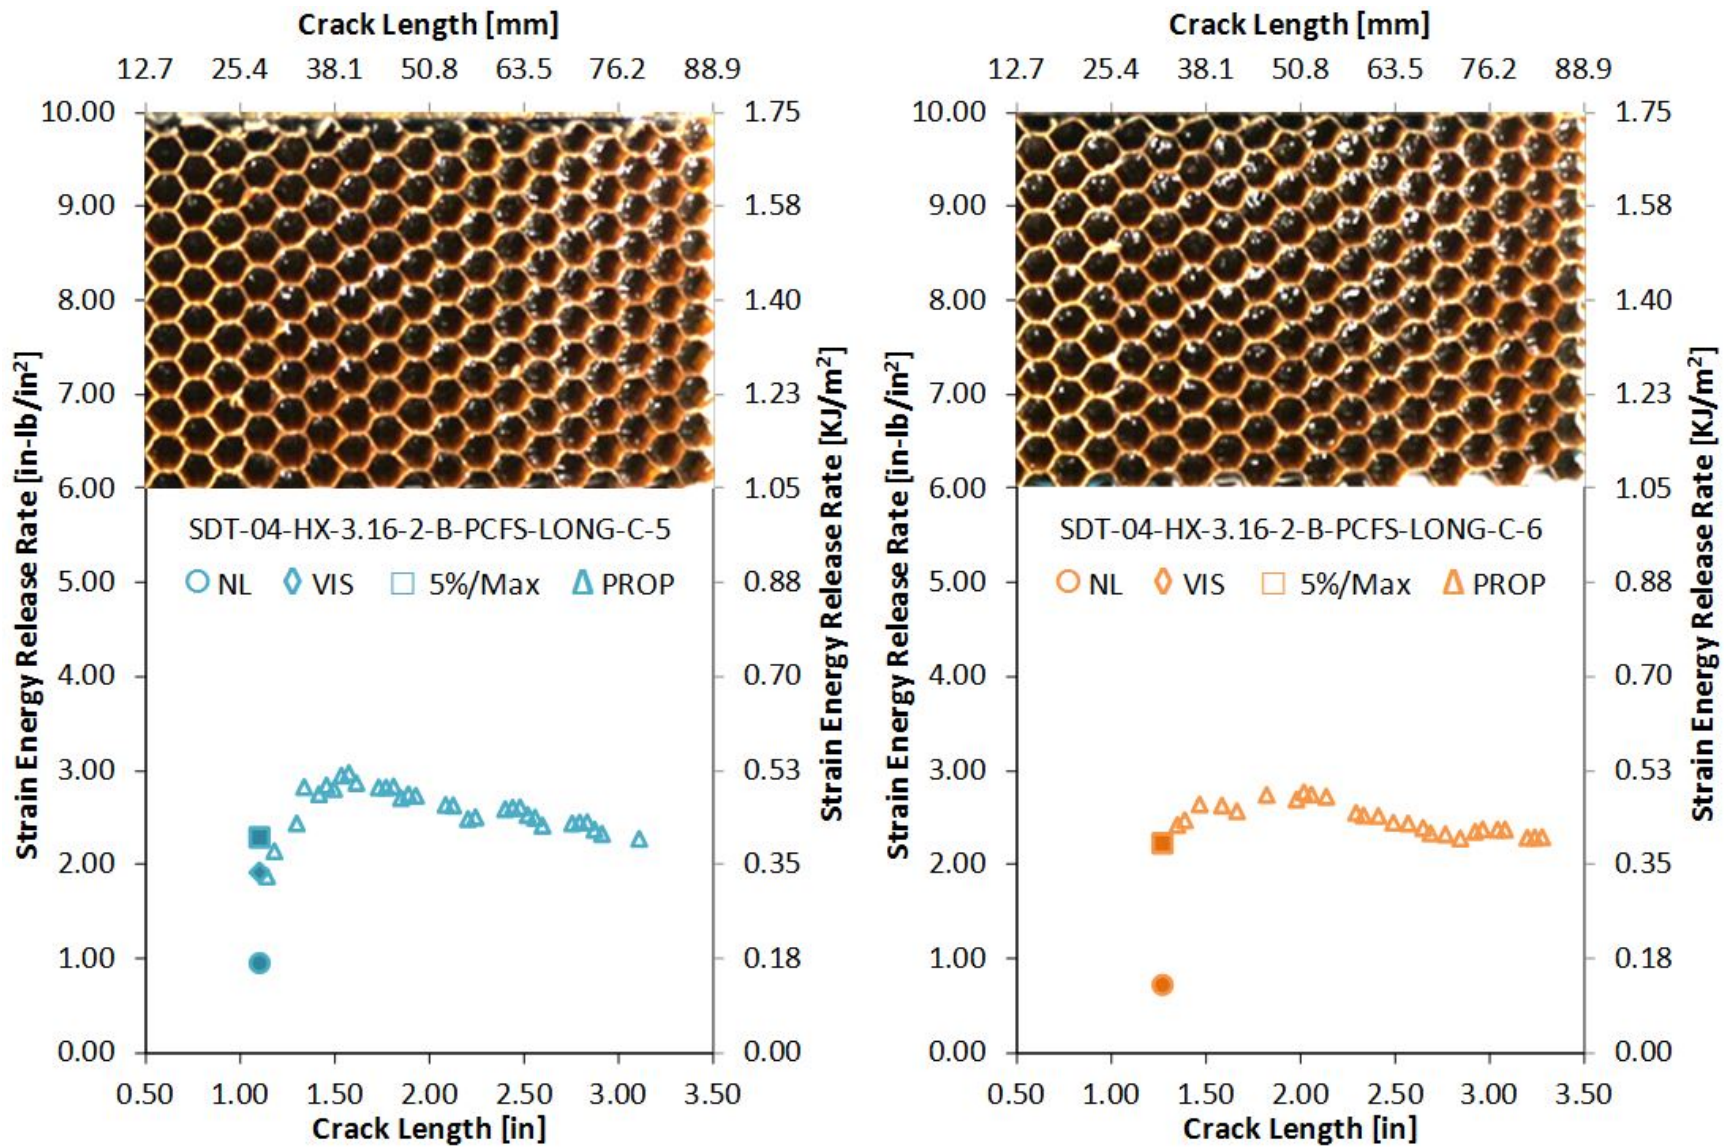 Crack Length [mm]
12.7 25.4 38.1 50.8 63.5 76.2 88.9
10.00
9.00
8.00
7.00
6.00
5.00
4.00
3.00
2.00
1.00
0.00
Strain Energy Release Rate [in-lb/in²]
SDT-04-HX-3.16-2-B-PCFS-LONG-C-5
NL VIS 5%/Max PROP
1.75
1.58
1.40
1.23
1.05
0.88
0.70
0.53
0.35
0.18
0.00
Strain Energy Release Rate [KJ/m²]
0.50 1.00 1.50 2.00 2.50 3.00 3.50
Crack Length [in]
Crack Length [mm]
12.7 25.4 38.1 50.8 63.5 76.2 88.9
10.00
9.00
8.00
7.00
6.00
5.00
4.00
3.00
2.00
1.00
0.00
Strain Energy Release Rate [in-lb/in²]
SDT-04-HX-3.16-2-B-PCFS-LONG-C-6
NL VIS 5%/Max PROP
1.75
1.58
1.40
1.23
1.05
0.88
0.70
0.53
0.35
0.18
0.00
Strain Energy Release Rate [KJ/m²]
0.50 1.00 1.50 2.00 2.50 3.00 3.50
Crack Length [in]